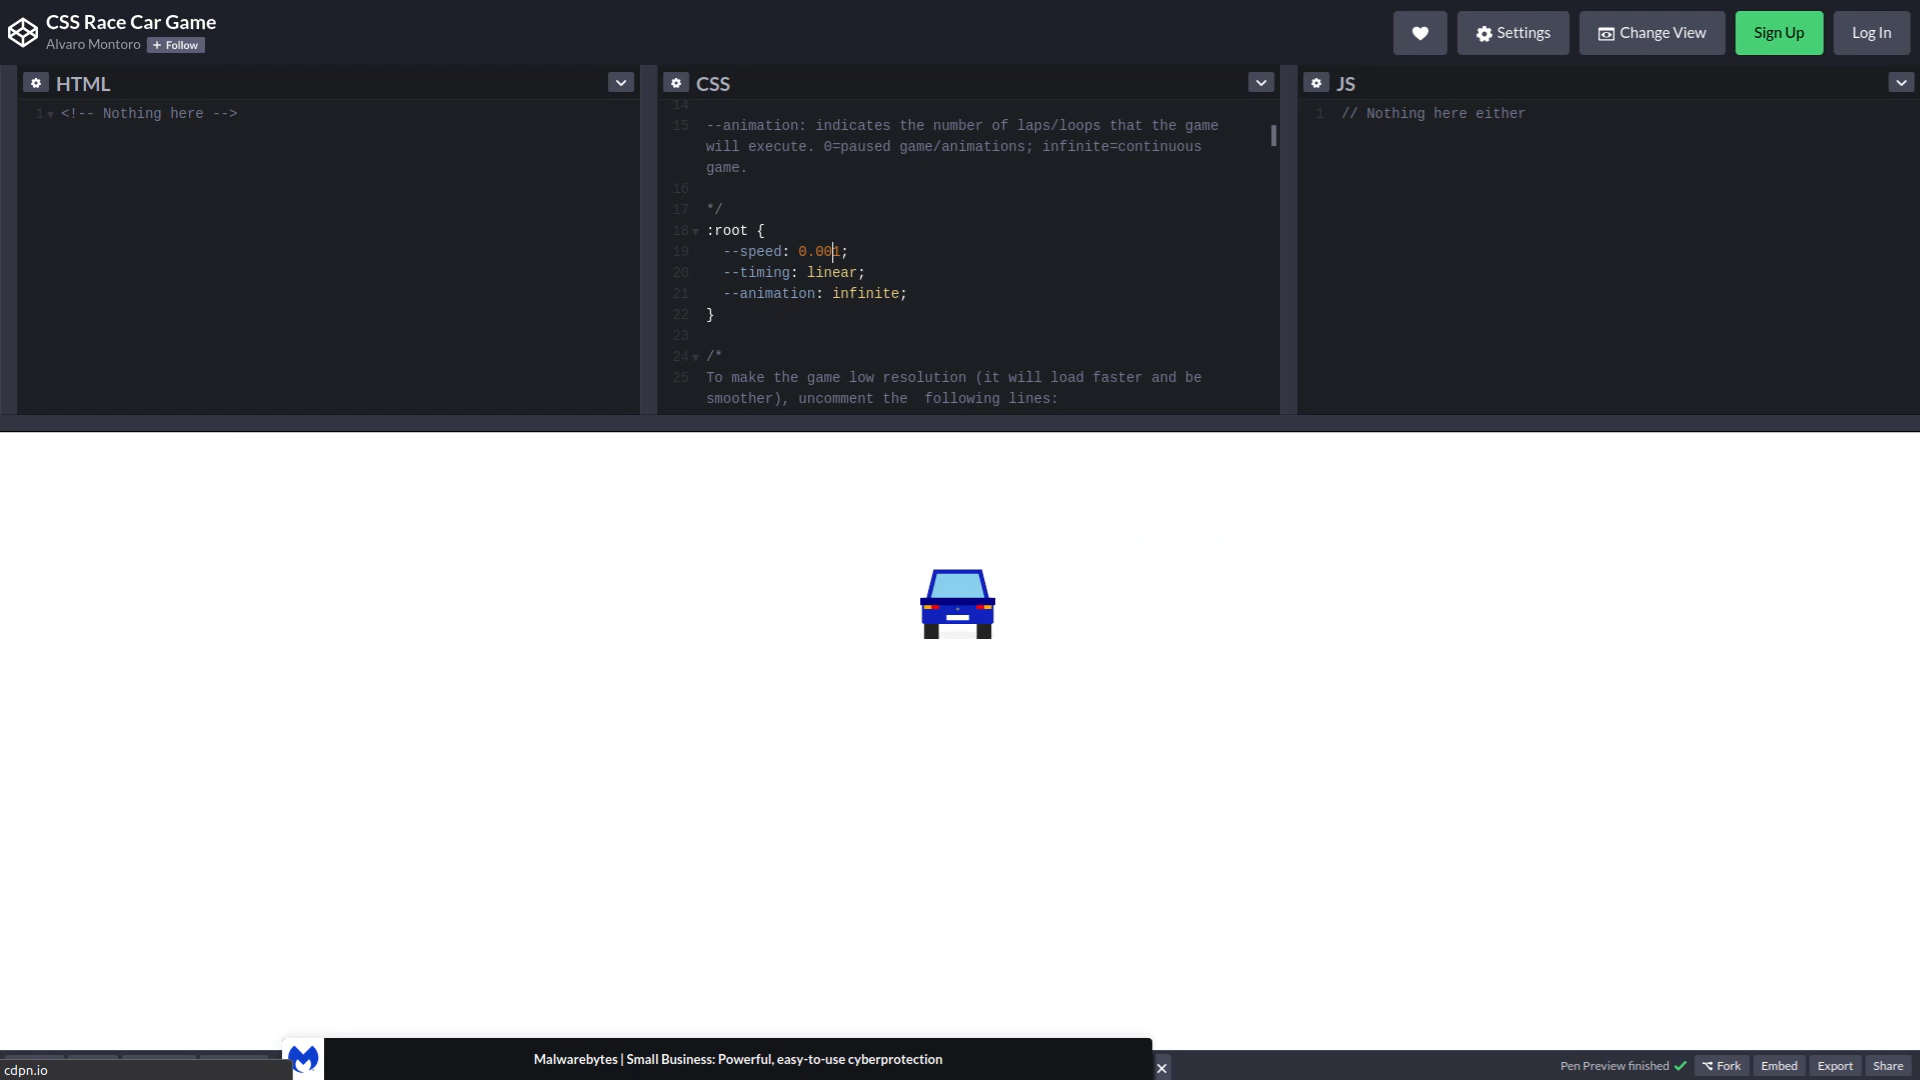 CSS Race Car Game
Alvaro Montoro + Follow
Settings
Change View
Sign Up
Log In
HTML
1 <!-- Nothing here -->
CSS
14
15 --animation: indicates the number of laps/loops that the game
will execute. 0=paused game/animations; infinite=continuous
game.
16
17 */
18 :root {
19 --speed: 0.001;
20 --timing: linear;
21 --animation: infinite;
22 }
23
24 /*
25 To make the game low resolution (it will load faster and be
smoother), uncomment the  following lines:
JS
1 // Nothing here either
Malwarebytes | Small Business: Powerful, easy-to-use cyberprotection
cdpn.io
Pen Preview finished
Fork
Embed
Export
Share